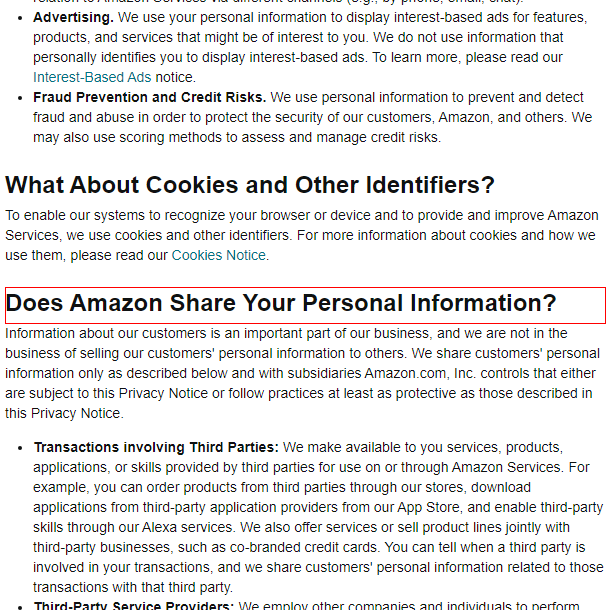 relation to Amazon Services via different channels (e.g., by phone, email, chat).
• Advertising. We use your personal information to display interest-based ads for features,
products, and services that might be of interest to you. We do not use information that
personally identifies you to display interest-based ads. To learn more, please read our
Interest-Based Ads notice.
• Fraud Prevention and Credit Risks. We use personal information to prevent and detect
fraud and abuse in order to protect the security of our customers, Amazon, and others. We
may also use scoring methods to assess and manage credit risks.
What About Cookies and Other Identifiers?
To enable our systems to recognize your browser or device and to provide and improve Amazon
Services, we use cookies and other identifiers. For more information about cookies and how we
use them, please read our Cookies Notice.
Does Amazon Share Your Personal Information?
Information about our customers is an important part of our business, and we are not in the
business of selling our customers' personal information to others. We share customers' personal
information only as described below and with subsidiaries Amazon.com, Inc. controls that either
are subject to this Privacy Notice or follow practices at least as protective as those described in
this Privacy Notice.
• Transactions involving Third Parties: We make available to you services, products,
applications, or skills provided by third parties for use on or through Amazon Services. For
example, you can order products from third parties through our stores, download
applications from third-party application providers from our App Store, and enable third-party
skills through our Alexa services. We also offer services or sell product lines jointly with
third-party businesses, such as co-branded credit cards. You can tell when a third party is
involved in your transactions, and we share customers' personal information related to those
transactions with that third party.
• Third-Party Service Providers: We employ other companies and individuals to perform